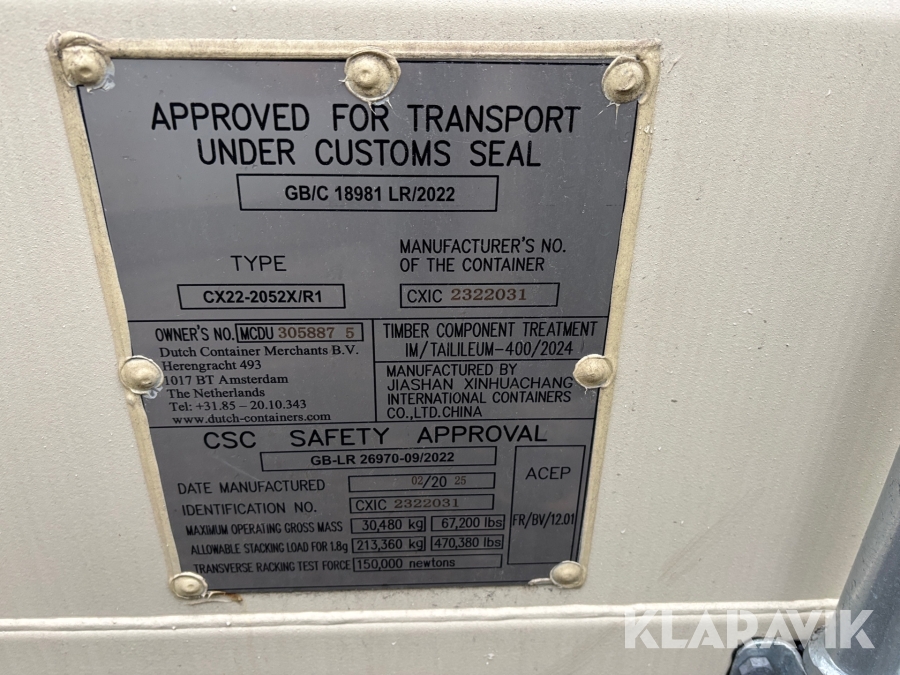 APPROVED FOR TRANSPORT
UNDER CUSTOMS SEAL
GB/C 18981 LR/2022
TYPE
CX22-2052X/R1
MANUFACTURER'S NO.
OF THE CONTAINER
CXIC 2322031
OWNER'S NO. MCDU 305887 5
Dutch Container Merchants B.V.
Herengracht 493
1017 BT Amsterdam
The Netherlands
Tel: +31.85 – 20.10.343
www.dutch-containers.com
TIMBER COMPONENT TREATMENT
IM/TAILILEUM-400/2024
MANUFACTURED BY
JIASHAN XINHUACHANG
INTERNATIONAL CONTAINERS
CO.,LTD.CHINA
CSC SAFETY APPROVAL
GB-LR 26970-09/2022
DATE MANUFACTURED 02/20 25
IDENTIFICATION NO. CXIC 2322031
MAXIMUM OPERATING GROSS MASS 30,480 kg 67,200 lbs
ALLOWABLE STACKING LOAD FOR 1.8g 213,360 kg 470,380 lbs
TRANSVERSE RACKING TEST FORCE 150,000 newtons
ACEP
FR/BV/12.01
KLARAVIK